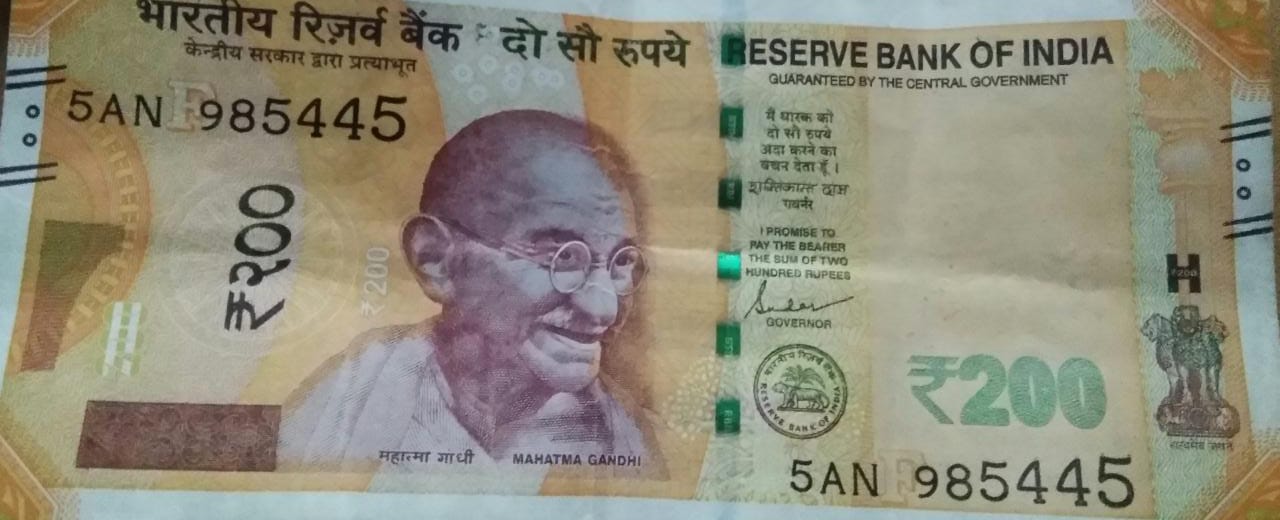 भारतीय रिज़र्व बैंक दो सौ रुपये
केन्द्रीय सरकार द्वारा प्रत्याभूत
RESERVE BANK OF INDIA
GUARANTEED BY THE CENTRAL GOVERNMENT
5AN 985445
₹२००
₹200
मैं धारक को
दो सौ रुपये
अदा करने का
वचन देता हूँ ।
शक्तिकान्त दास
गवर्नर
I PROMISE TO
PAY THE BEARER
THE SUM OF TWO
HUNDRED RUPEES
GOVERNOR
भारतीय रिज़र्व बैंक
RESERVE BANK OF INDIA
₹200
₹200
सत्यमेव जयते
महात्मा गांधी
MAHATMA GANDHI
5AN 985445